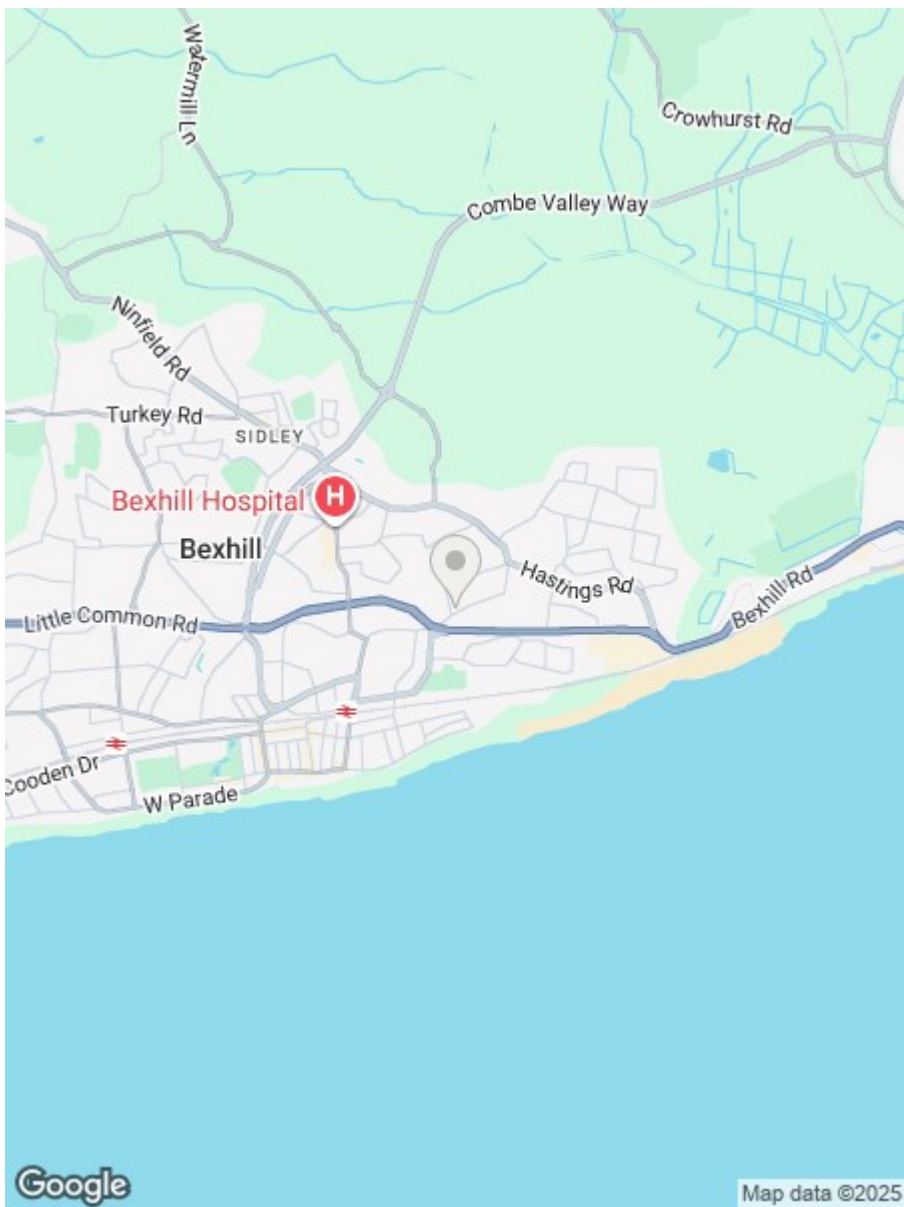 Watermill Ln
Crowhurst Rd
Combe Valley Way
Ninfield Rd
Turkey Rd
SIDLEY
Bexhill Hospital
H
Bexhill
Hastings Rd
Bexhill Rd
Little Common Rd
Cooden Dr
W Parade
Google
Map data ©2025